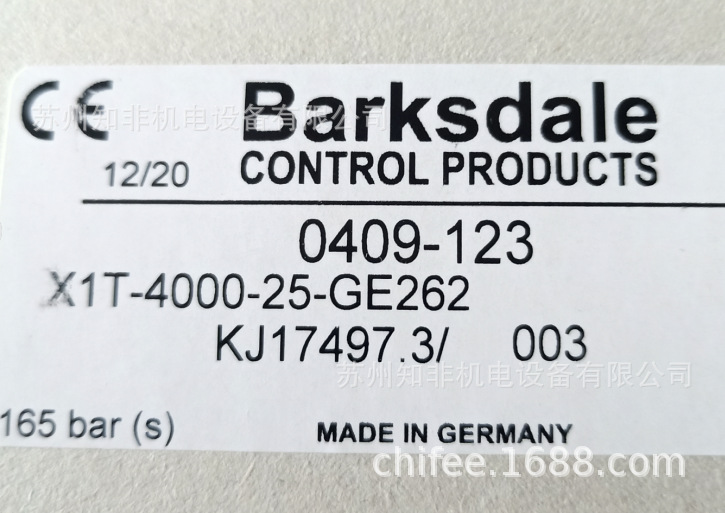 CE Barksdale
苏州知非机电设备有限公司
12/20 CONTROL PRODUCTS
0409-123
X1T-4000-25-GE262
KJ17497.3/ 003
苏州知非机电设备有限公司
165 bar (s) MADE IN GERMANY
chifee.1688.com